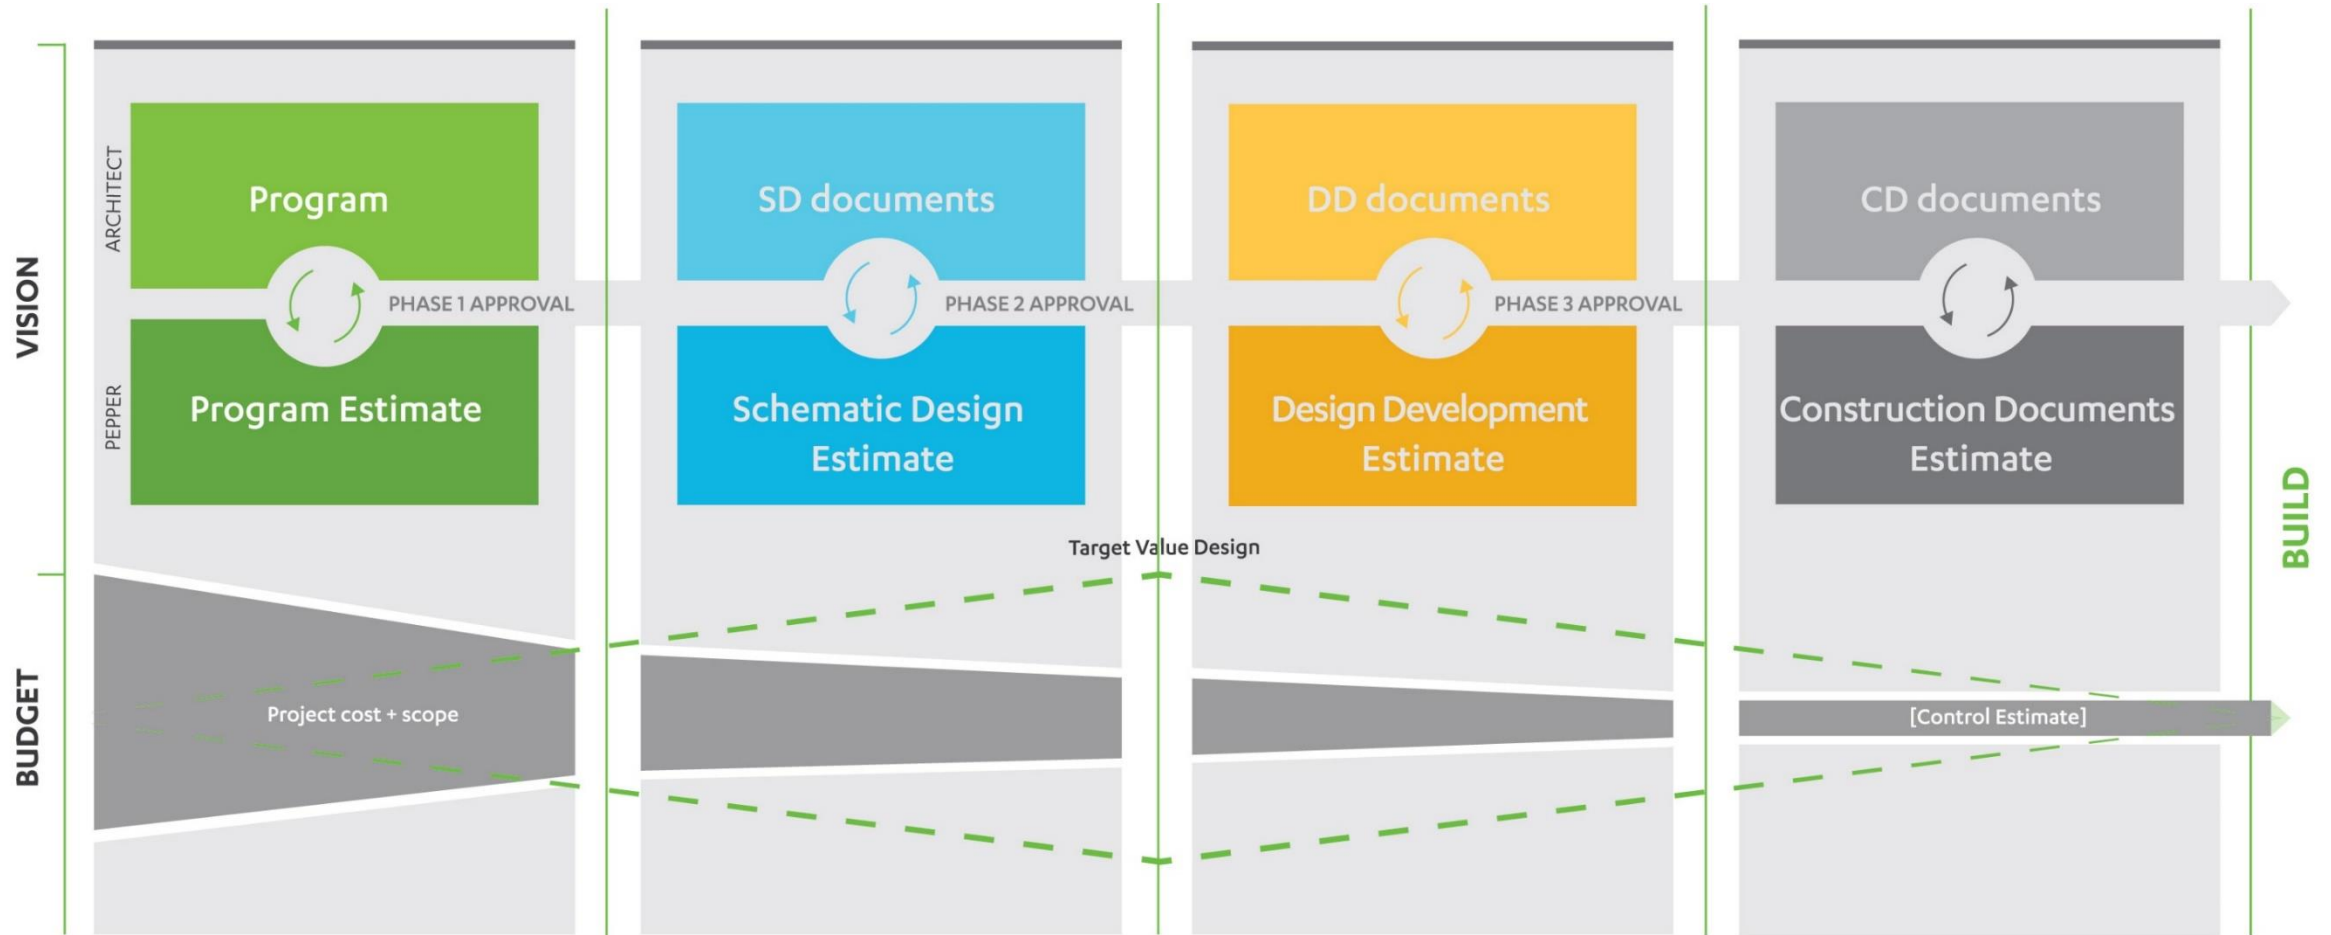 VISION
ARCHITECT
Program
PHASE 1 APPROVAL
PEPPER
Program Estimate
SD documents
PHASE 2 APPROVAL
Schematic Design
Estimate
DD documents
PHASE 3 APPROVAL
Design Development
Estimate
CD documents
Construction Documents
Estimate
BUILD
Target Value Design
BUDGET
Project cost + scope
[Control Estimate]